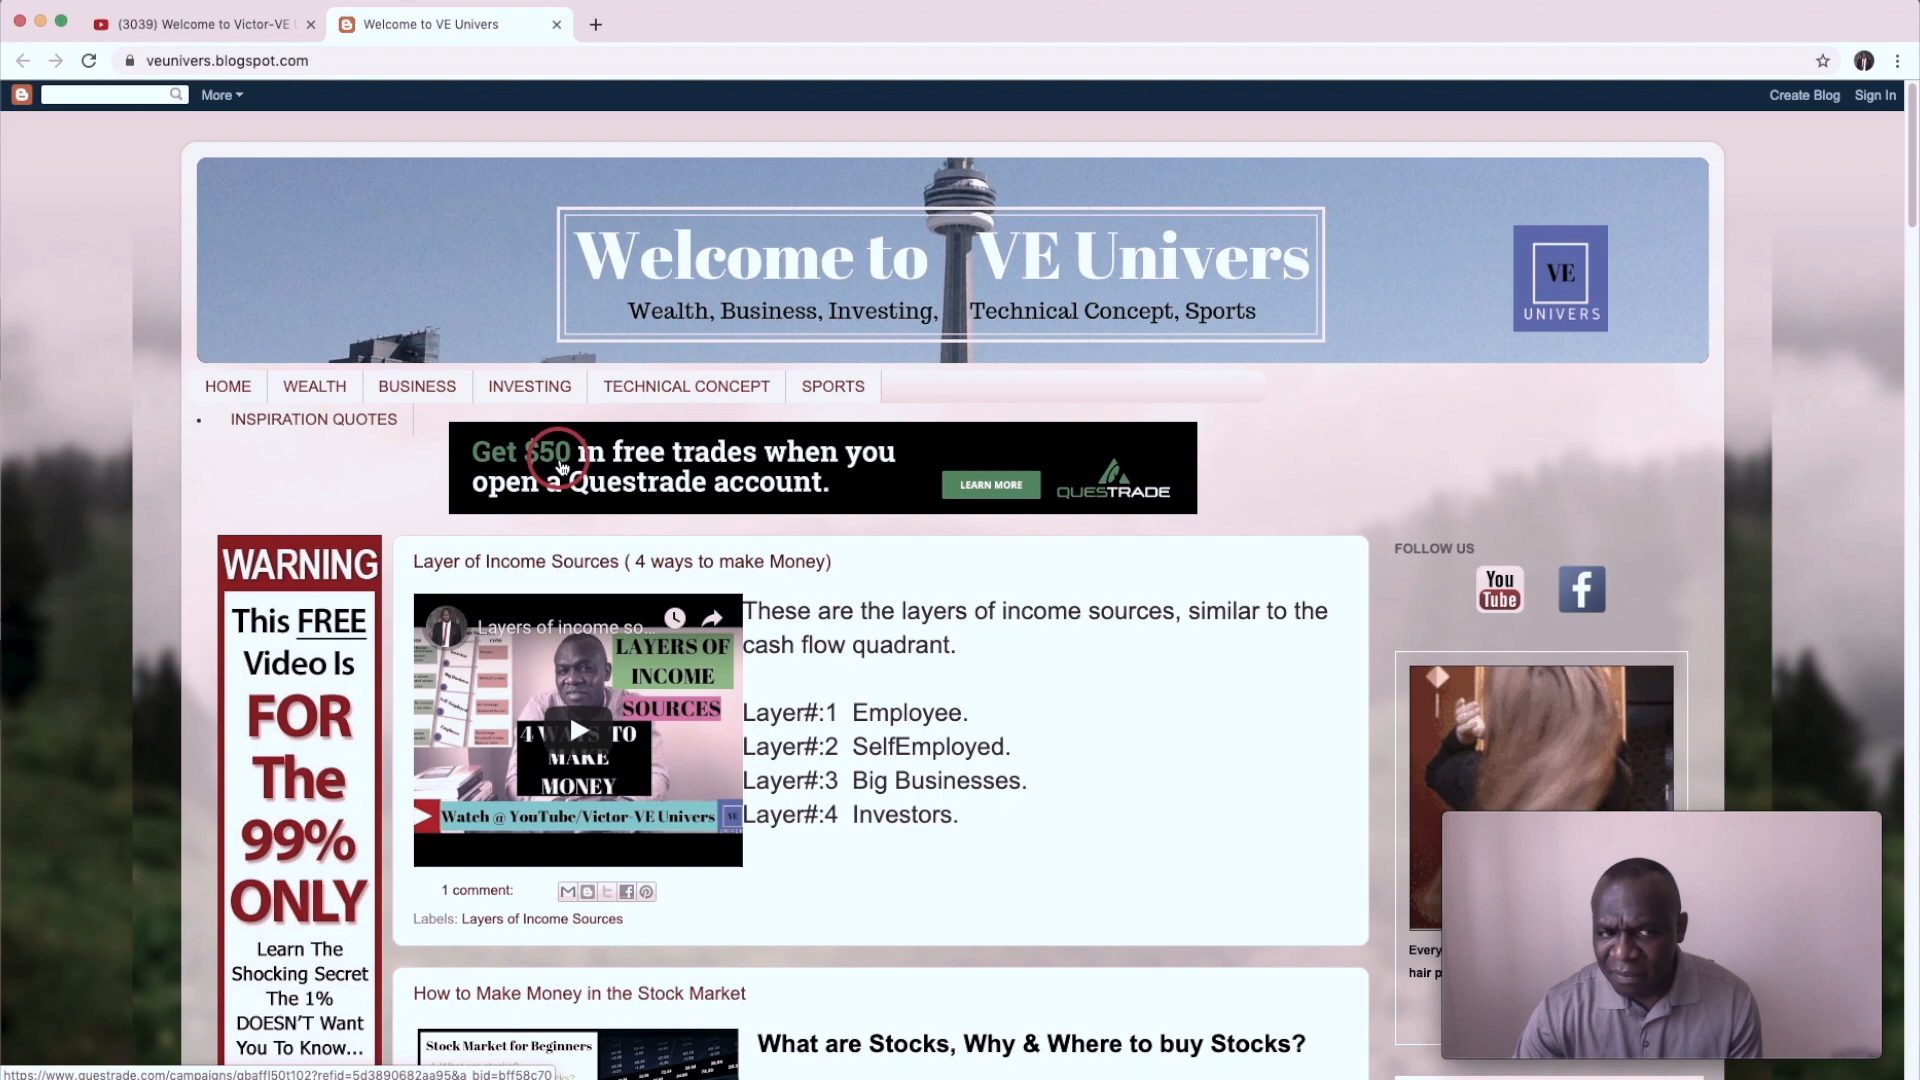 (3039) Welcome to Victor-VE
Welcome to VE Univers
veunivers.blogspot.com
More
Create Blog
Sign In
Welcome to VE Univers
Wealth, Business, Investing, Technical Concept, Sports
VE
UNIVERS
HOME
WEALTH
BUSINESS
INVESTING
TECHNICAL CONCEPT
SPORTS
INSPIRATION QUOTES
Get $50 in free trades when you
open a Questrade account.
LEARN MORE
QUESTRADE
WARNING
This FREE
Video Is
FOR
The
99%
ONLY
Learn The
Shocking Secret
The 1%
DOESN'T Want
You To Know...
Layer of Income Sources ( 4 ways to make Money)
Layers of income so...
LAYERS OF
INCOME
SOURCES
4 WAYS TO
MAKE
MONEY
Watch @ YouTube/Victor-VE Univers
VE
These are the layers of income sources, similar to the
cash flow quadrant.
Layer#:1 Employee.
Layer#:2 SelfEmployed.
Layer#:3 Big Businesses.
Layer#:4 Investors.
1 comment:
Labels: Layers of Income Sources
FOLLOW US
You
Tube
f
Every
hair p
How to Make Money in the Stock Market
Stock Market for Beginners
What are Stocks, Why & Where to buy Stocks?
https://www.questrade.com/campaigns/gbaffl50t102?refid=5d3890682aa95&a_bid=bff58c70